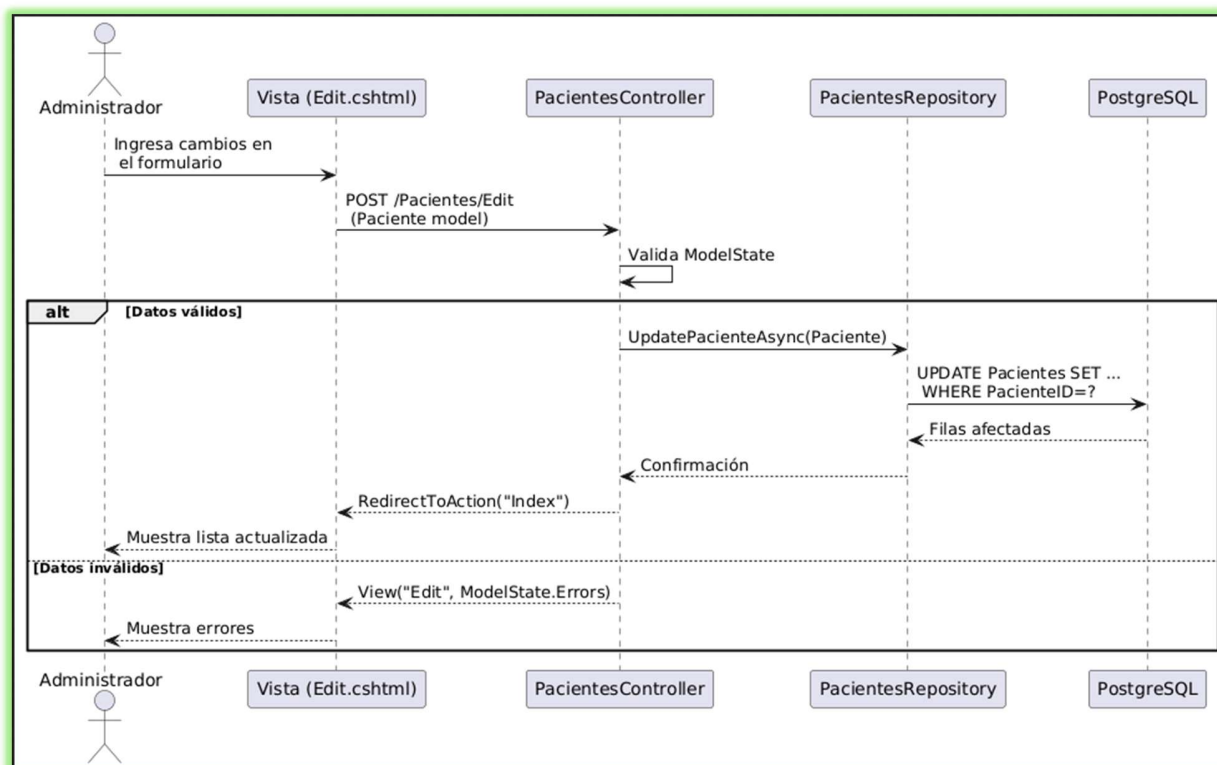 Administrador
Vista (Edit.cshtml)
PacientesController
PacientesRepository
PostgreSQL
Ingresa cambios en
el formulario
POST /Pacientes/Edit
(Paciente model)
Valida ModelState
alt
[Datos válidos]
UpdatePacienteAsync(Paciente)
UPDATE Pacientes SET ...
WHERE PacienteID=?
Filas afectadas
Confirmación
RedirectToAction("Index")
Muestra lista actualizada
[Datos inválidos]
View("Edit", ModelState.Errors)
Muestra errores
Administrador
Vista (Edit.cshtml)
PacientesController
PacientesRepository
PostgreSQL